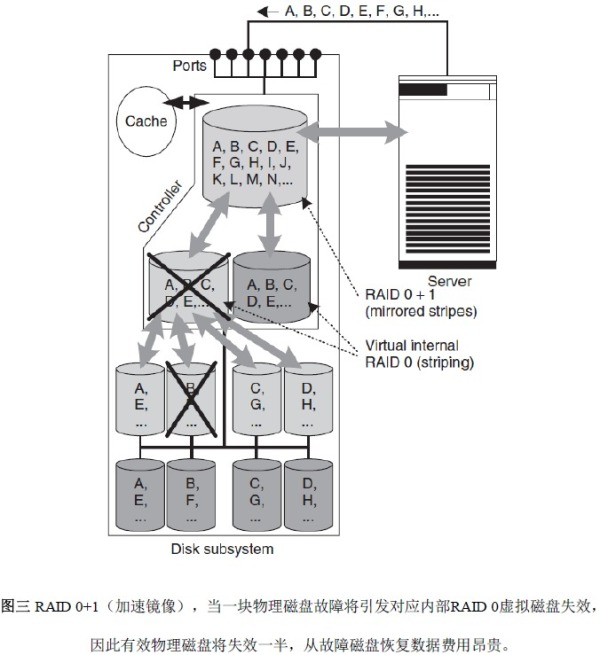 A, B, C, D, E, F, G, H,...
Ports
Cache
A, B, C, D, E,
F, G, H, I, J,
K, L, M, N,...
Controller
Server
A, B, C,
D, E,...
A, B, C,
D, E,...
RAID 0 + 1
(mirrored stripes)
Virtual internal
RAID 0 (striping)
A,
E,
...
B,
...
C,
G,
...
D,
H,
...
A,
E,
...
B,
F,
...
C,
G,
...
D,
H,
...
Disk subsystem
图三 RAID 0+1（加速镜像），当一块物理磁盘故障将引发对应内部RAID 0虚拟磁盘失效，
因此有效物理磁盘将失效一半，从故障磁盘恢复数据费用昂贵。